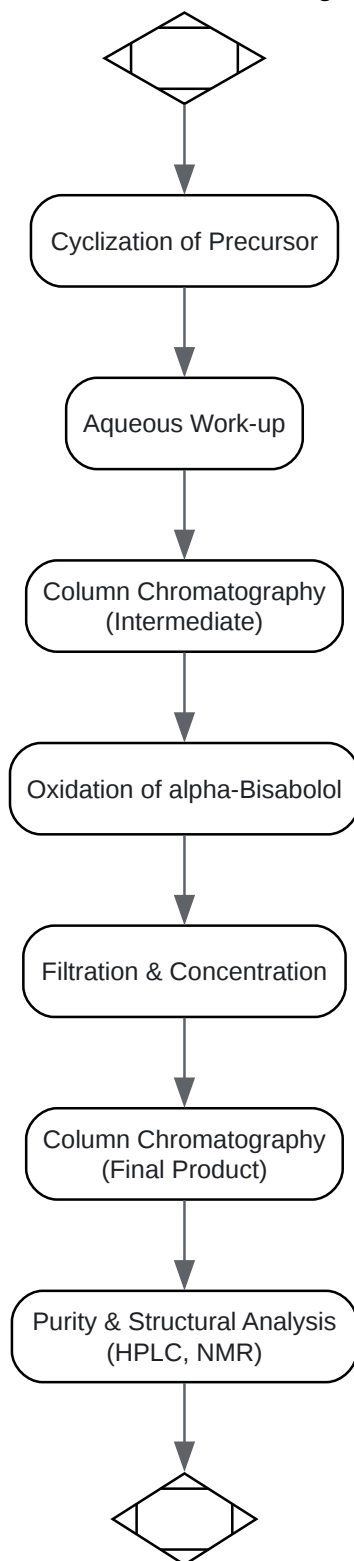 Cyclization of Precursor
Aqueous Work-up
Column Chromatography
(Intermediate)
Oxidation of alpha-Bisabolol
Filtration & Concentration
Column Chromatography
(Final Product)
Purity & Structural Analysis
(HPLC, NMR)